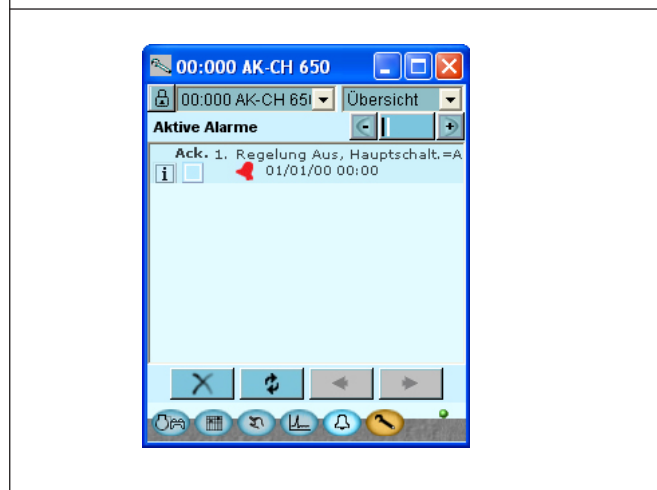 00:000 AK-CH 650
00:000 AK-CH 65 Übersicht
Aktive Alarme - +
Ack. 1. Regelung Aus, Hauptschalt.=A
i 01/01/00 00:00